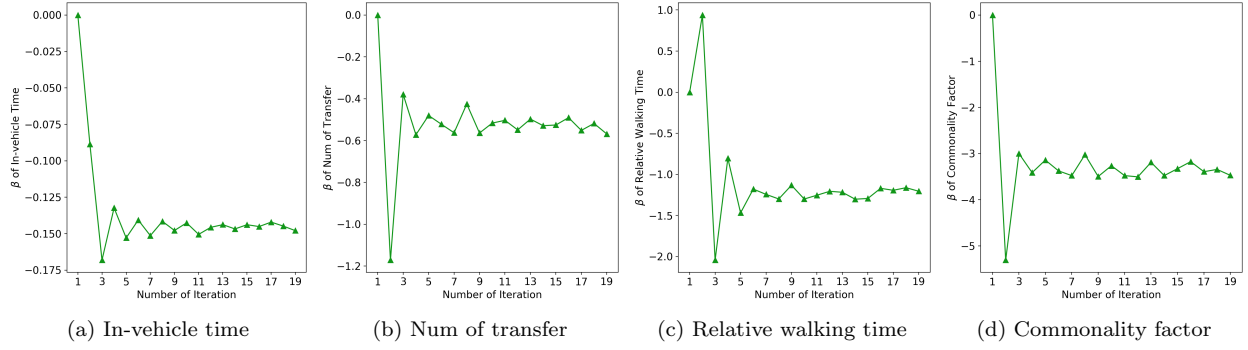 β of In-vehicle Time
0.000
−0.025
−0.050
−0.075
−0.100
−0.125
−0.150
−0.175
1 3 5 7 9 11 13 15 17 19
Number of Iteration
(a) In-vehicle time
β of Num of Transfer
0.0
−0.2
−0.4
−0.6
−0.8
−1.0
−1.2
1 3 5 7 9 11 13 15 17 19
Number of Iteration
(b) Num of transfer
β of Relative Walking Time
1.0
0.5
0.0
−0.5
−1.0
−1.5
−2.0
1 3 5 7 9 11 13 15 17 19
Number of Iteration
(c) Relative walking time
β of Commonality Factor
0
−1
−2
−3
−4
−5
1 3 5 7 9 11 13 15 17 19
Number of Iteration
(d) Commonality factor